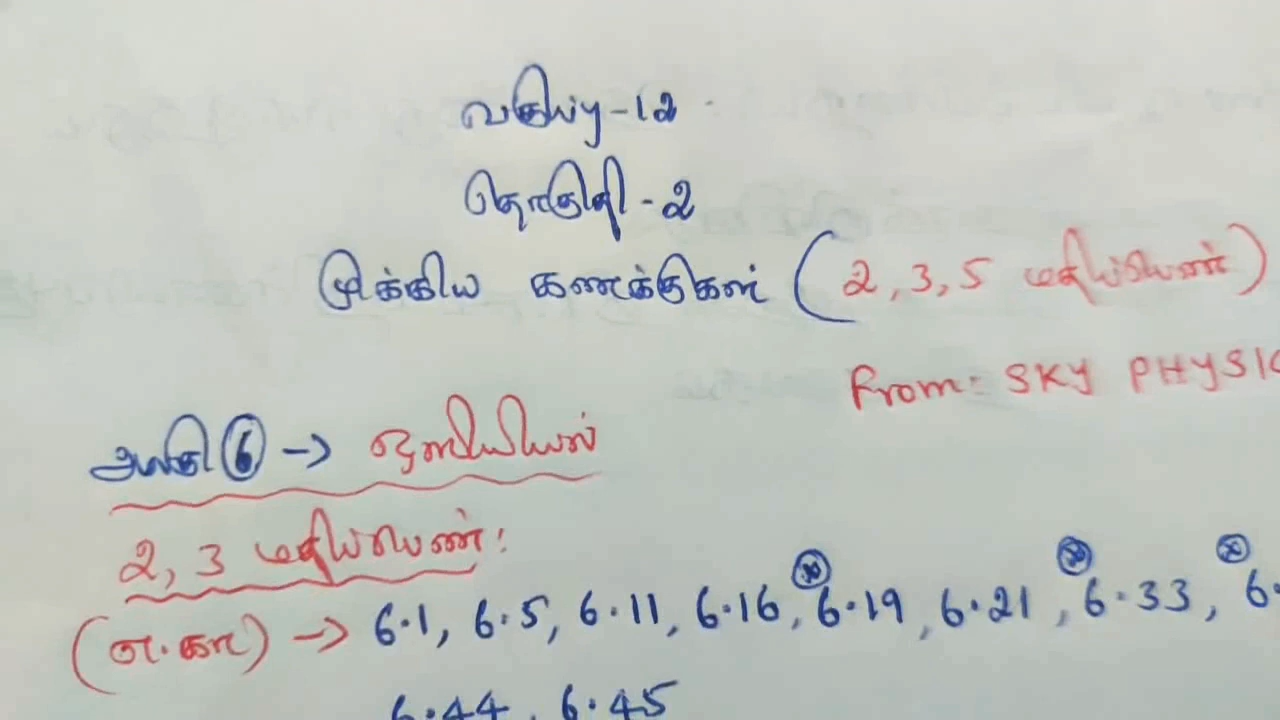 வகுப்பு-12
தொகுதி-2
முக்கிய கணக்குகள் (2,3,5 மதிப்பெண்)
From: SKY PHYSIC
அலகு 6 -> ஒளியியல்
2, 3 மதிப்பெண்:
(எ.கா) -> 6.1, 6.5, 6.11, 6.16, 6.19, 6.21, 6.33, 6.
6.44, 6.45